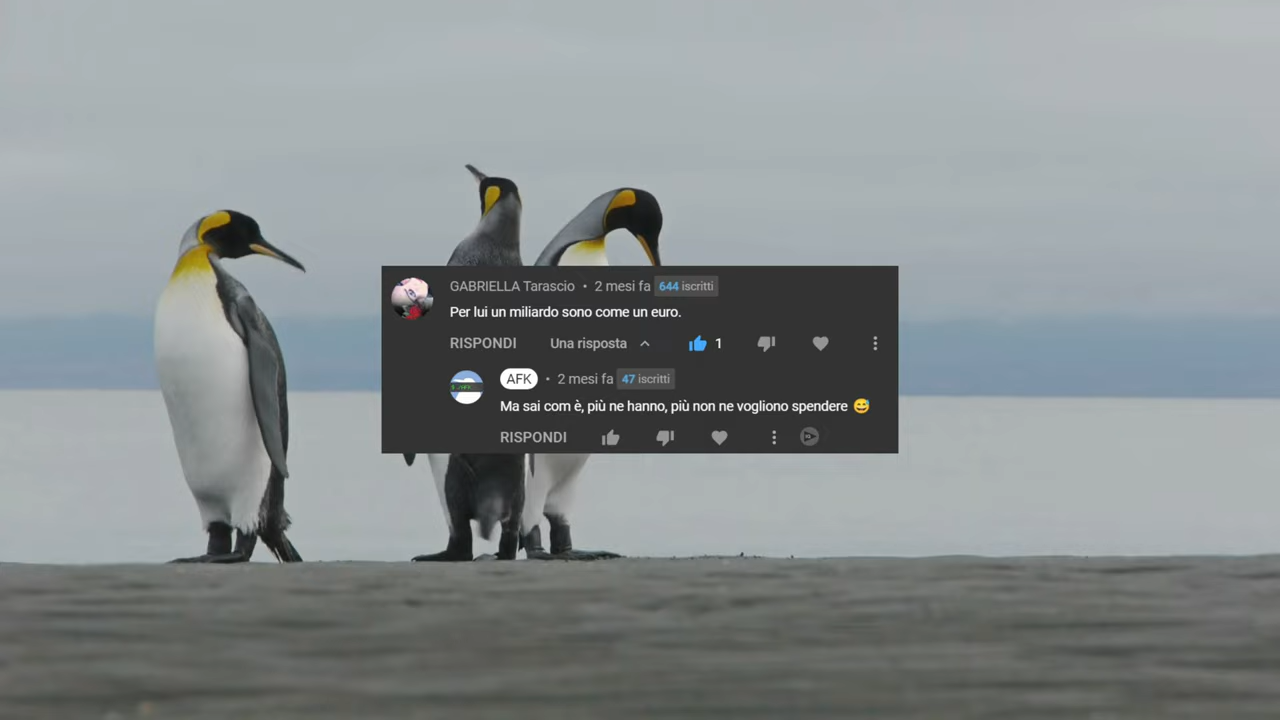 GABRIELLA Tarascio • 2 mesi fa 644 iscritti
Per lui un miliardo sono come un euro.
RISPONDI Una risposta 1
AFK • 2 mesi fa 47 iscritti
Ma sai com è, più ne hanno, più non ne vogliono spendere 😅
RISPONDI